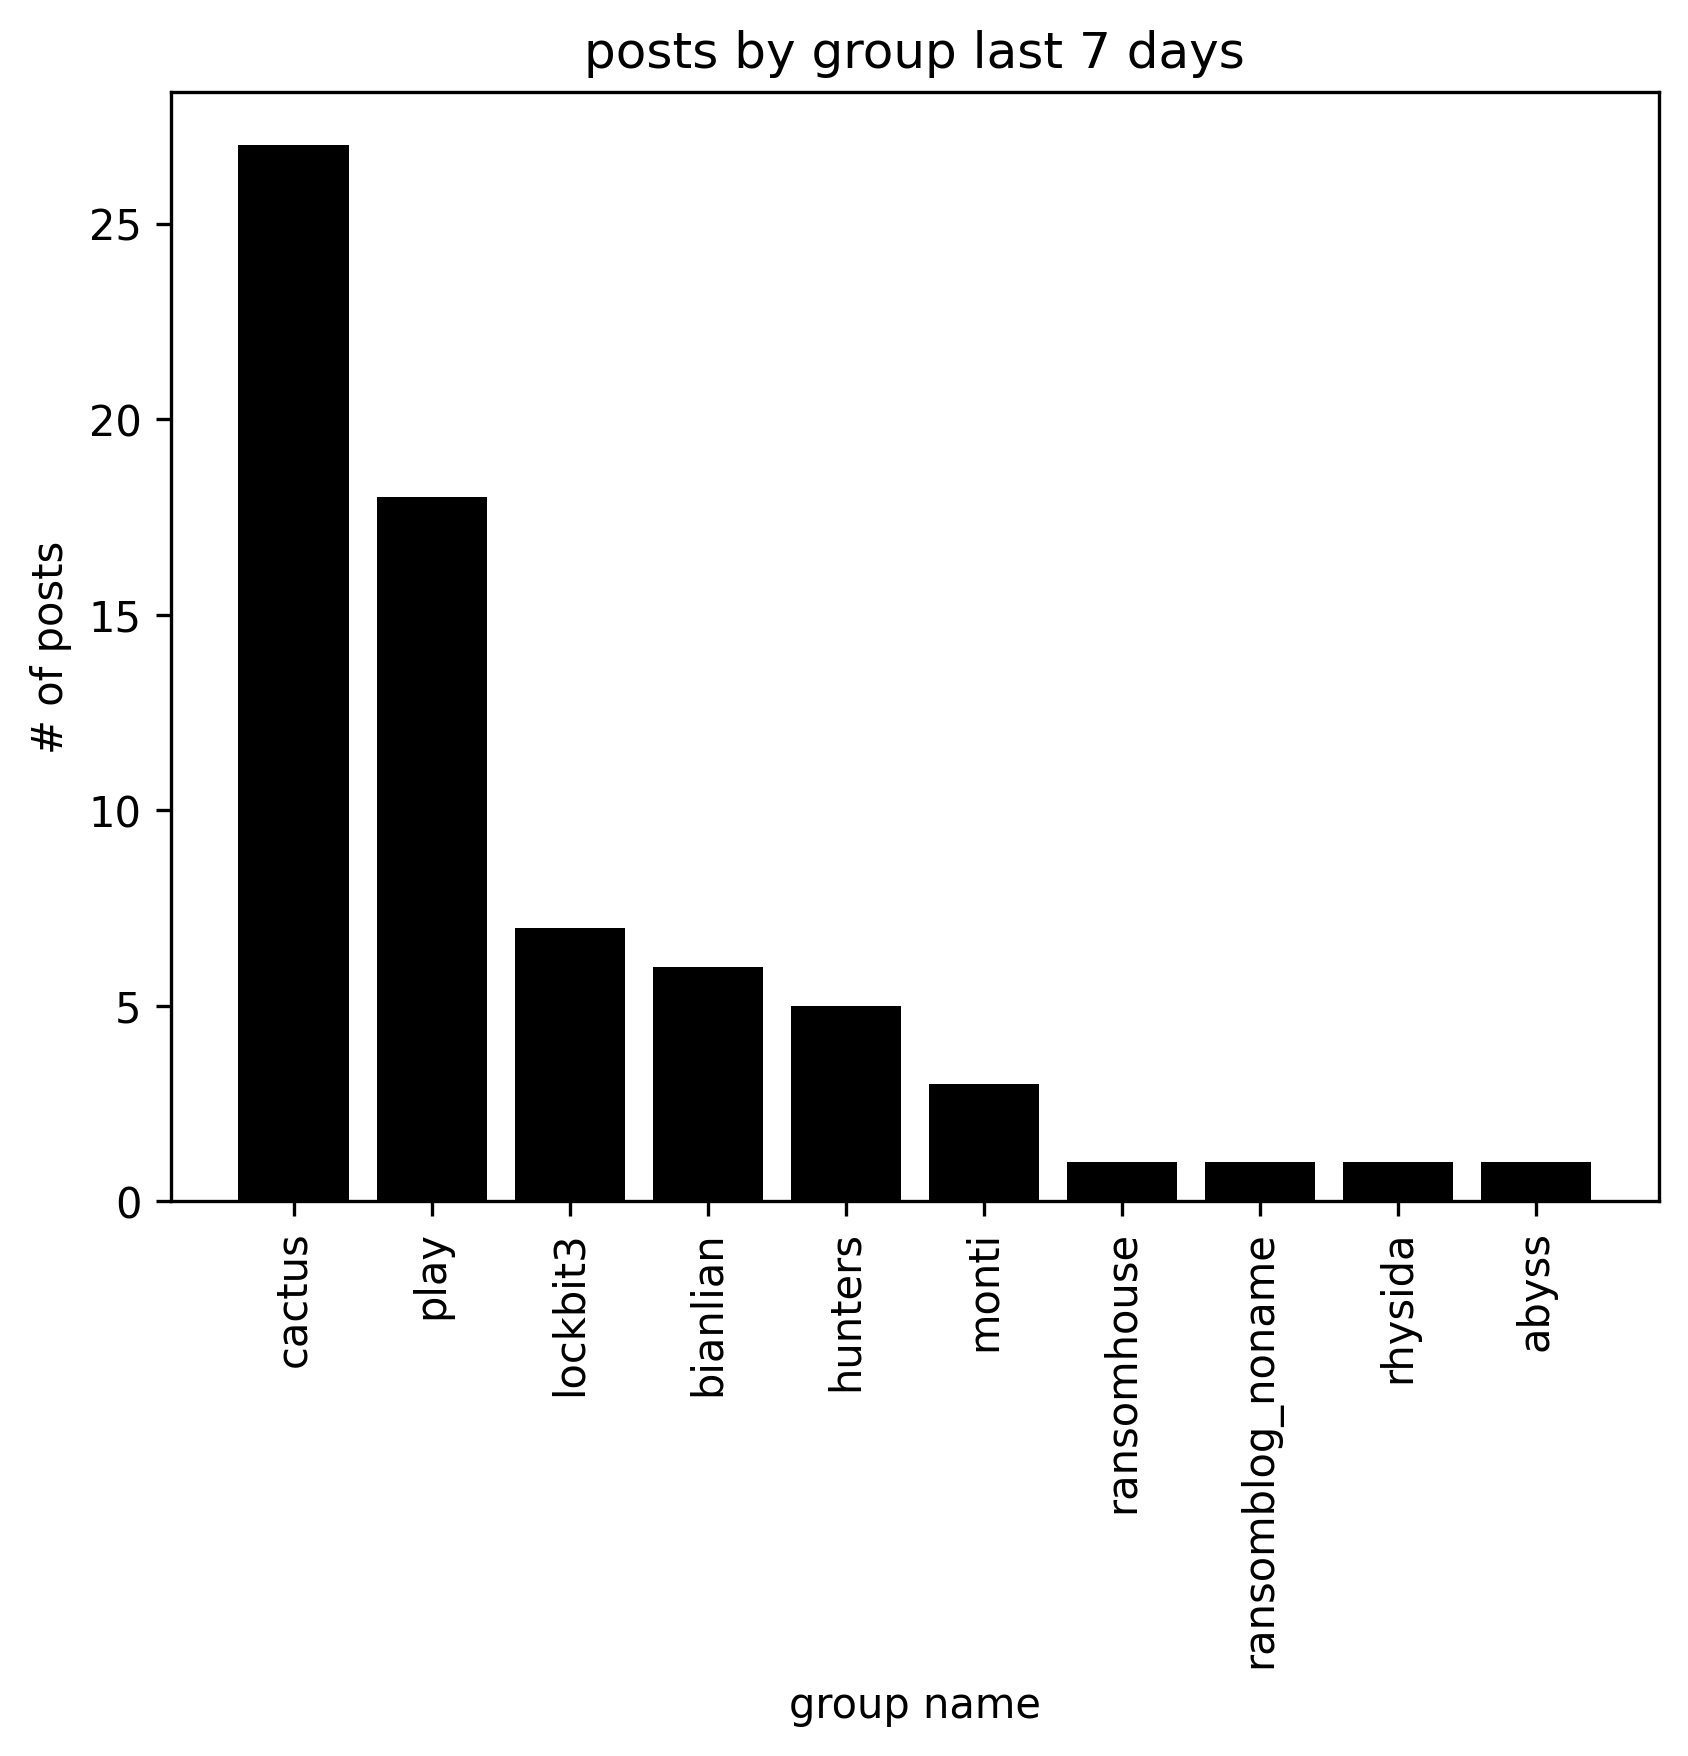 posts by group last 7 days
# of posts
25
20
15
10
5
0
cactus
play
lockbit3
bianlian
hunters
monti
ransomhouse
ransomblog_noname
rhysida
abyss
group name